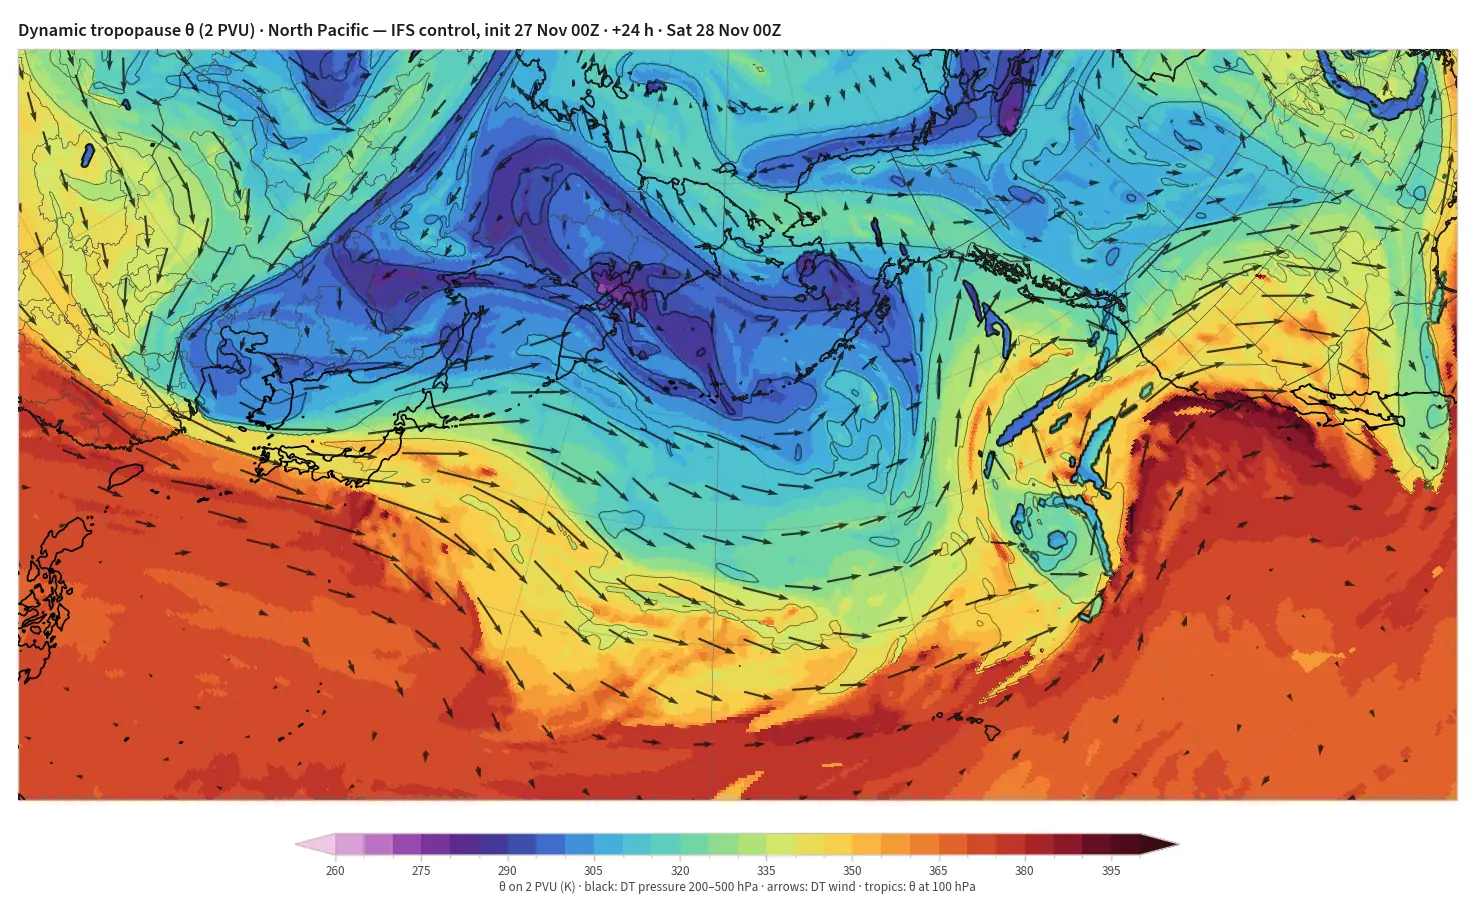 Dynamic tropopause θ (2 PVU) · North Pacific — IFS control, init 27 Nov 00Z · +24 h · Sat 28 Nov 00Z
260 275 290 305 320 335 350 365 380 395
θ on 2 PVU (K) · black: DT pressure 200–500 hPa · arrows: DT wind · tropics: θ at 100 hPa